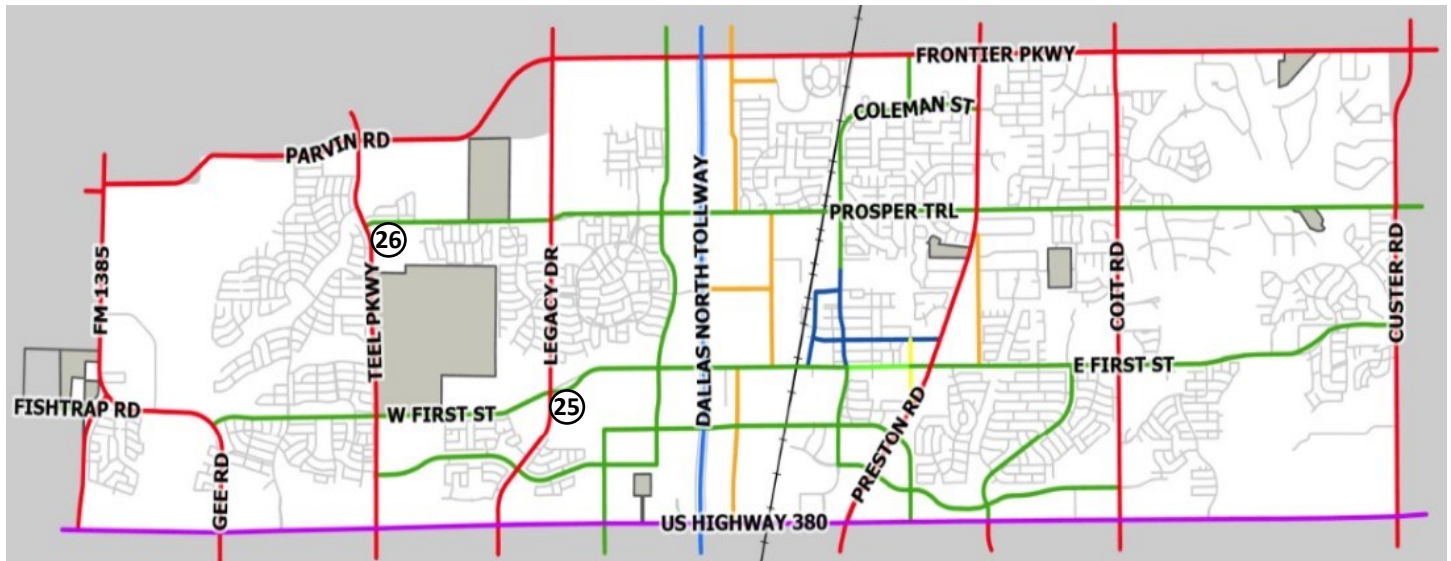 FRONTIER PKWY
COLEMAN ST
PARVIN RD
PROSPER TRL
26
FM 1385
TEEL PKWY
LEGACY DR
DALLAS NORTH TOLLWAY
COIT RD
CUSTER RD
E FIRST ST
FISHTRAP RD
W FIRST ST
25
PRESTON RD
GEE RD
US HIGHWAY 380